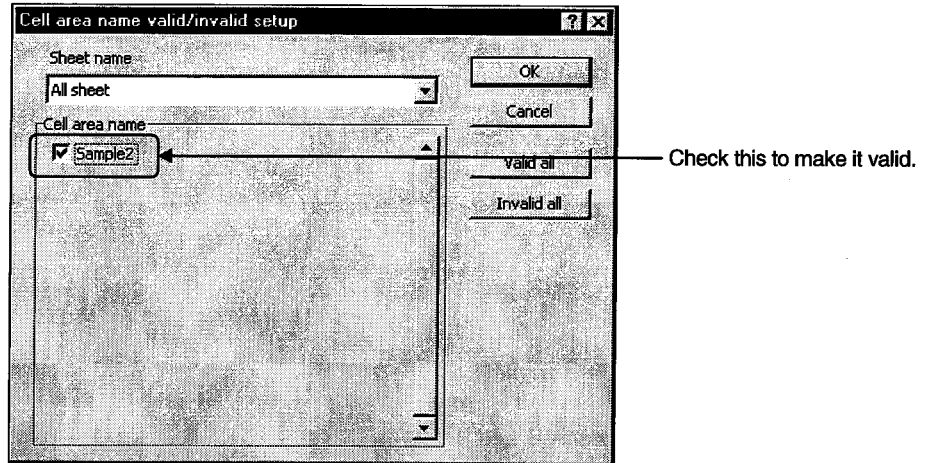 Cell area name valid/invalid setup
Sheet name
All sheet
OK
Cancel
Cell area name
Sample2
Valid all
Invalid all
Check this to make it valid.